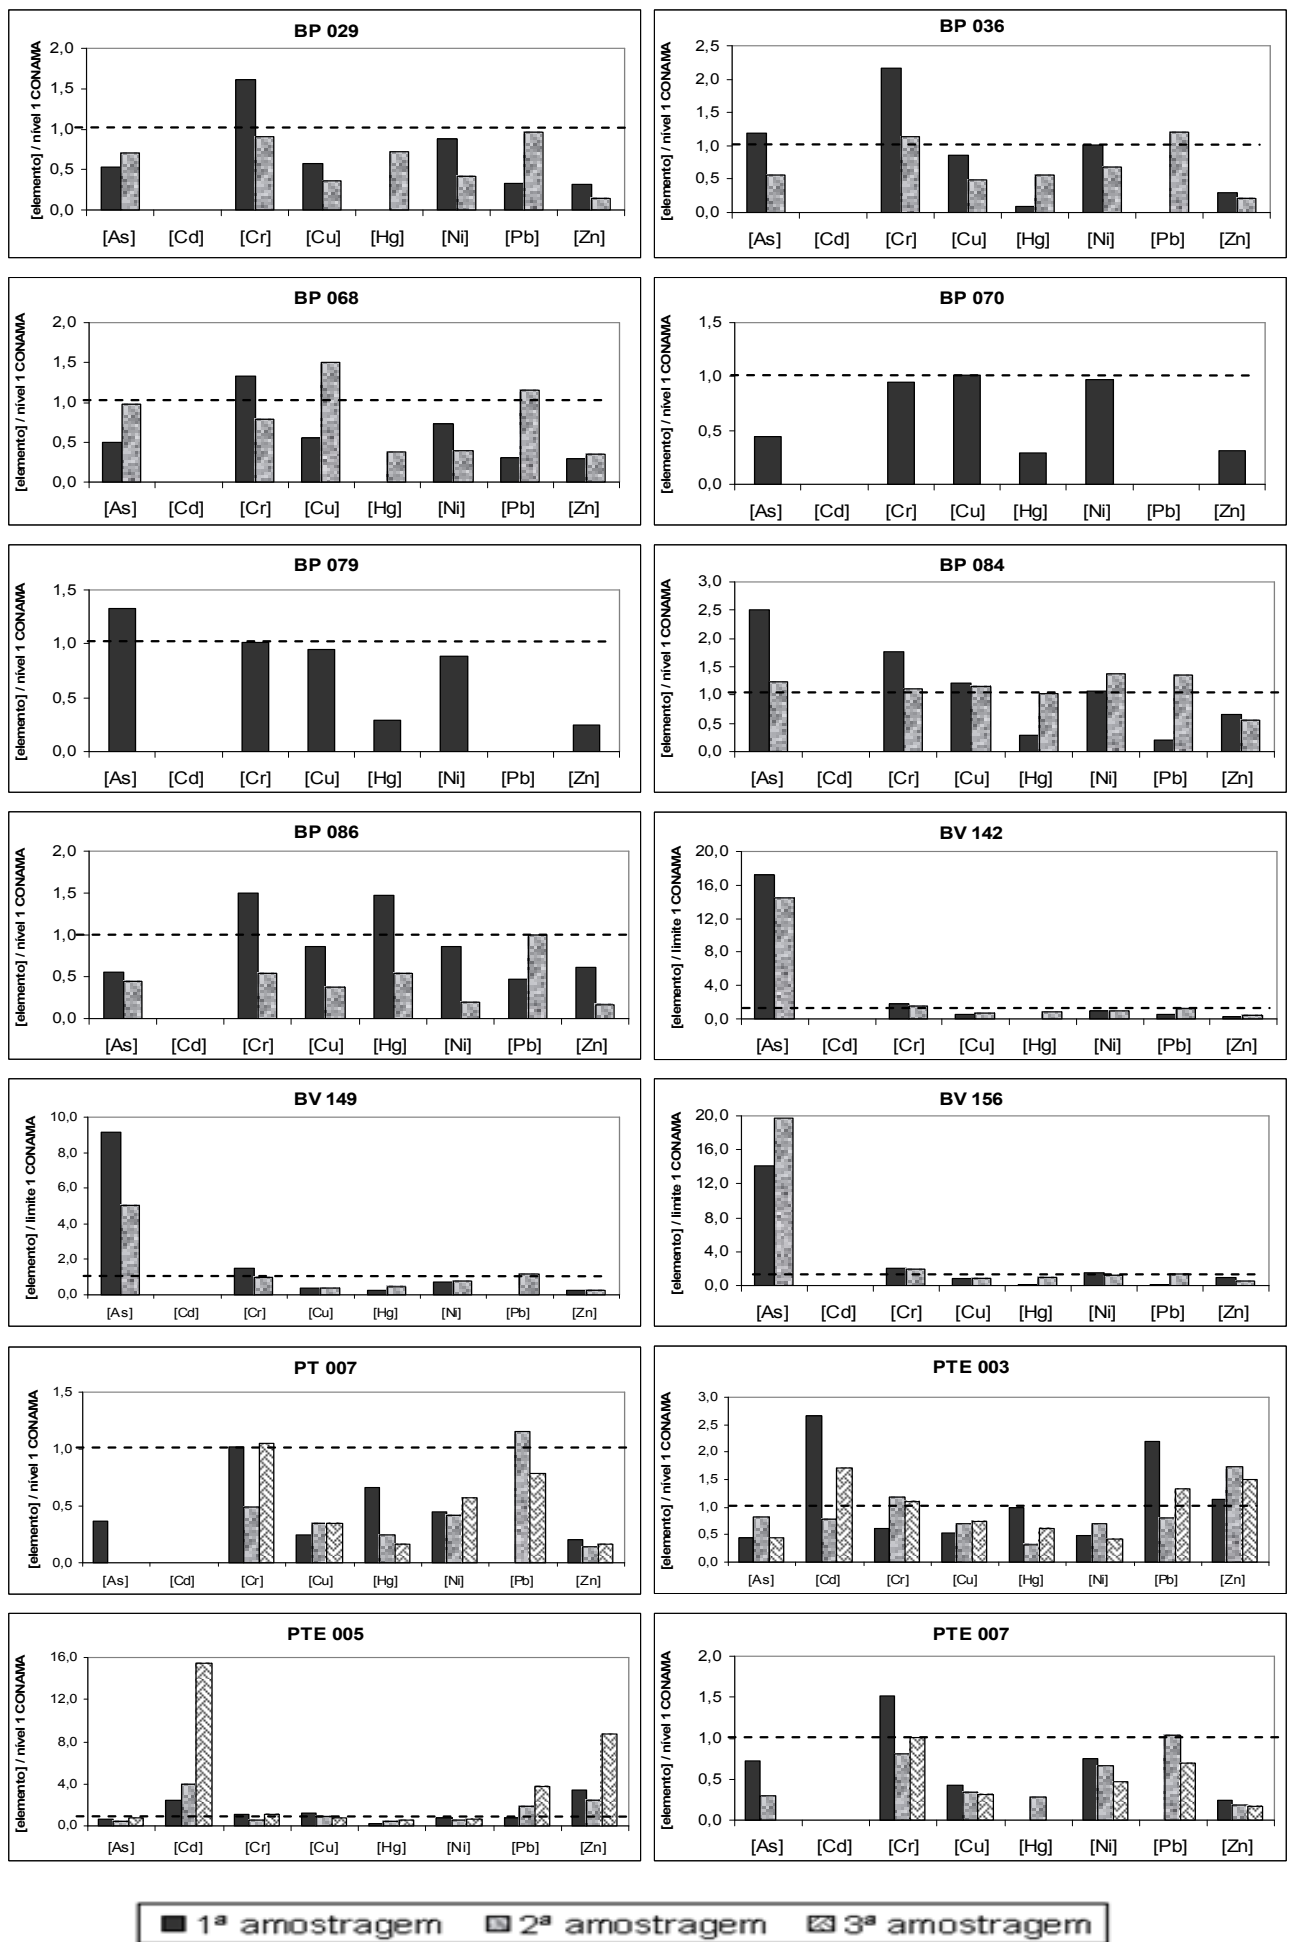 BP 029
[elemento] / nível 1 CONAMA
2,0
1,5
1,0
0,5
0,0
[As] [Cd] [Cr] [Cu] [Hg] [Ni] [Pb] [Zn]
BP 036
[elemento] / nível 1 CONAMA
2,5
2,0
1,5
1,0
0,5
0,0
[As] [Cd] [Cr] [Cu] [Hg] [Ni] [Pb] [Zn]
BP 068
[elemento] / nível 1 CONAMA
2,0
1,5
1,0
0,5
0,0
[As] [Cd] [Cr] [Cu] [Hg] [Ni] [Pb] [Zn]
BP 070
[elemento] / nível 1 CONAMA
1,5
1,0
0,5
0,0
[As] [Cd] [Cr] [Cu] [Hg] [Ni] [Pb] [Zn]
BP 079
[elemento] / nível 1 CONAMA
1,5
1,0
0,5
0,0
[As] [Cd] [Cr] [Cu] [Hg] [Ni] [Pb] [Zn]
BP 084
[elemento] / nível 1 CONAMA
3,0
2,5
2,0
1,5
1,0
0,5
0,0
[As] [Cd] [Cr] [Cu] [Hg] [Ni] [Pb] [Zn]
BP 086
[elemento] / nível 1 CONAMA
2,0
1,5
1,0
0,5
0,0
[As] [Cd] [Cr] [Cu] [Hg] [Ni] [Pb] [Zn]
BV 142
[elemento] / limite 1 CONAMA
20,0
16,0
12,0
8,0
4,0
0,0
[As] [Cd] [Cr] [Cu] [Hg] [Ni] [Pb] [Zn]
BV 149
[elemento] / limite 1 CONAMA
10,0
8,0
6,0
4,0
2,0
0,0
[As] [Cd] [Cr] [Cu] [Hg] [Ni] [Pb] [Zn]
BV 156
[elemento] / limite 1 CONAMA
20,0
16,0
12,0
8,0
4,0
0,0
[As] [Cd] [Cr] [Cu] [Hg] [Ni] [Pb] [Zn]
PT 007
[elemento] / nível 1 CONAMA
1,5
1,0
0,5
0,0
[As] [Cd] [Cr] [Cu] [Hg] [Ni] [Pb] [Zn]
PTE 003
[elemento] / nível 1 CONAMA
3,0
2,5
2,0
1,5
1,0
0,5
0,0
[As] [Cd] [Cr] [Cu] [Hg] [Ni] [Pb] [Zn]
PTE 005
[elemento] / nível 1 CONAMA
16,0
12,0
8,0
4,0
0,0
[As] [Cd] [Cr] [Cu] [Hg] [Ni] [Pb] [Zn]
PTE 007
[elemento] / nível 1 CONAMA
2,0
1,5
1,0
0,5
0,0
[As] [Cd] [Cr] [Cu] [Hg] [Ni] [Pb] [Zn]
1ª amostragem 2ª amostragem 3ª amostragem